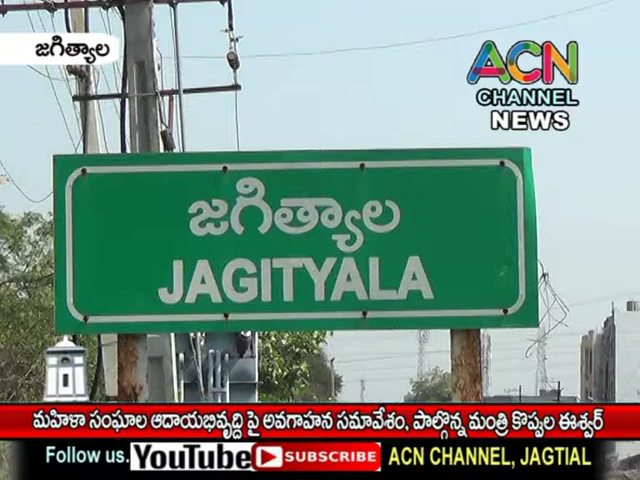 జగిత్యాల
ACN
CHANNEL
NEWS
జగిత్యాల
JAGITYALA
మహిళా సంఘాల ఆదాయభివృద్ది పై అవగాహన సమావేశం, పాల్గొన్న మంత్రి కొప్పుల ఈశ్వర్
Follow us. YouTube SUBSCRIBE ACN CHANNEL, JAGTIAL